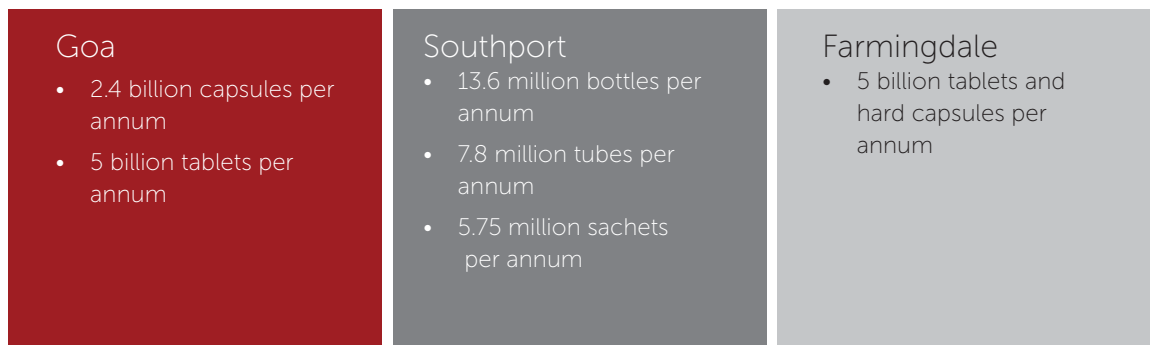 Goa
• 2.4 billion capsules per
annum
• 5 billion tablets per
annum
Southport
• 13.6 million bottles per
annum
• 7.8 million tubes per
annum
• 5.75 million sachets
per annum
Farmingdale
• 5 billion tablets and
hard capsules per
annum